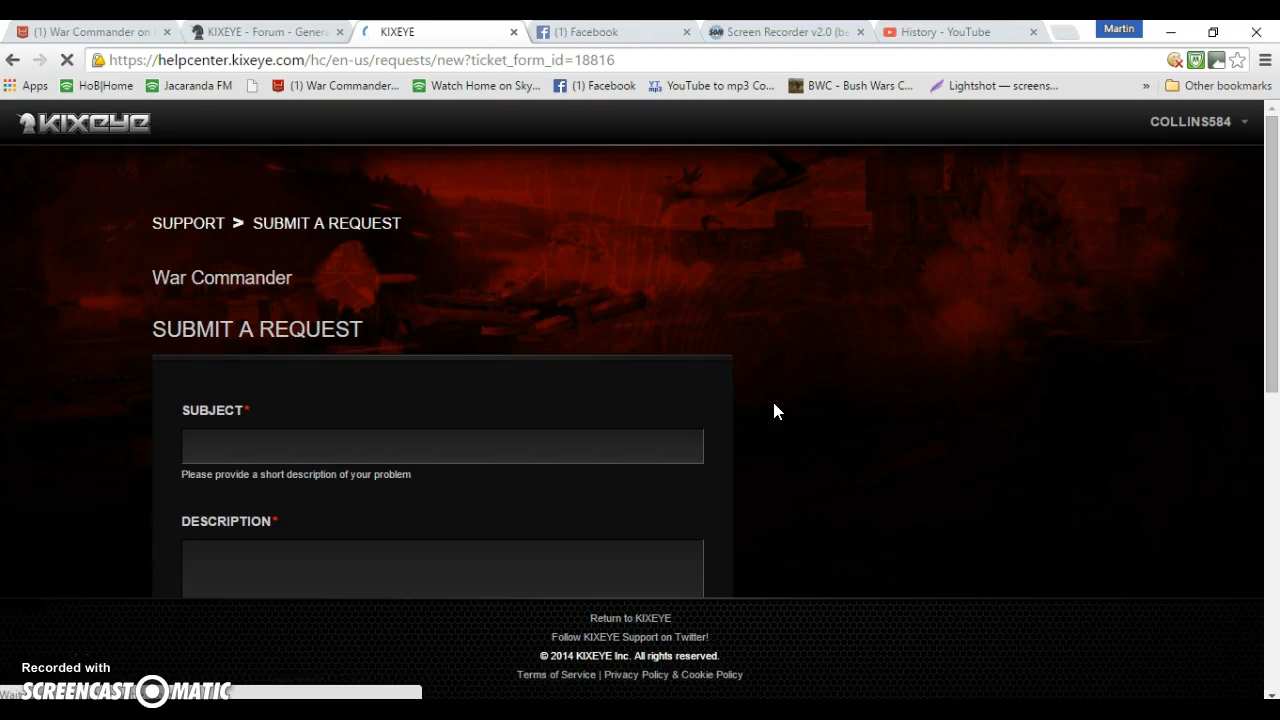 (1) War Commander on
KIXEYE - Forum - Genera
KIXEYE
(1) Facebook
Screen Recorder v2.0 (N
History - YouTube
Martin
https://helpcenter.kixeye.com/hc/en-us/requests/new?ticket_form_id=18816
Apps
HoB|Home
Jacaranda FM
(1) War Commander...
Watch Home on Sky...
(1) Facebook
YouTube to mp3 Co...
BWC - Bush Wars C...
Lightshot — screens...
»
Other bookmarks
KIXEYE
COLLINS584
SUPPORT > SUBMIT A REQUEST
War Commander
SUBMIT A REQUEST
SUBJECT*
Please provide a short description of your problem
DESCRIPTION*
Return to KIXEYE
Follow KIXEYE Support on Twitter!
© 2014 KIXEYE Inc. All rights reserved.
Terms of Service | Privacy Policy & Cookie Policy
Recorded with
SCREENCAST-O-MATIC